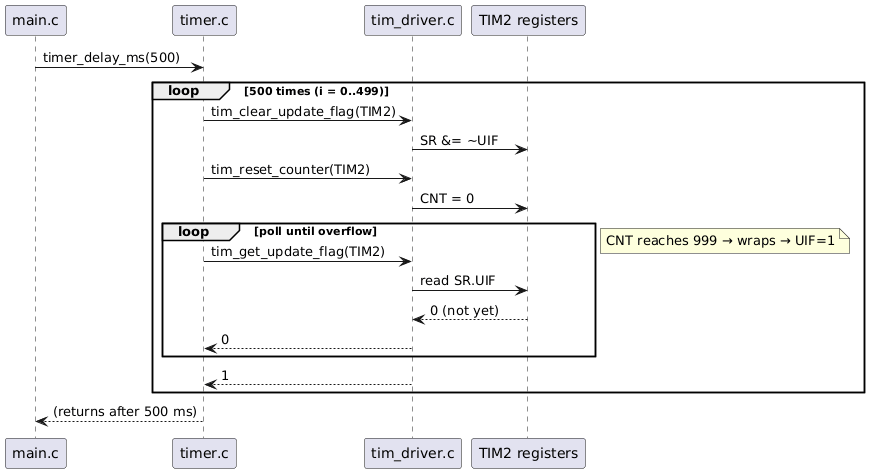 main.c
timer.c
tim_driver.c
TIM2 registers
timer_delay_ms(500)
loop
[500 times (i = 0..499)]
tim_clear_update_flag(TIM2)
SR &= ~UIF
tim_reset_counter(TIM2)
CNT = 0
loop
[poll until overflow]
CNT reaches 999 → wraps → UIF=1
tim_get_update_flag(TIM2)
read SR.UIF
0 (not yet)
0
1
(returns after 500 ms)
main.c
timer.c
tim_driver.c
TIM2 registers